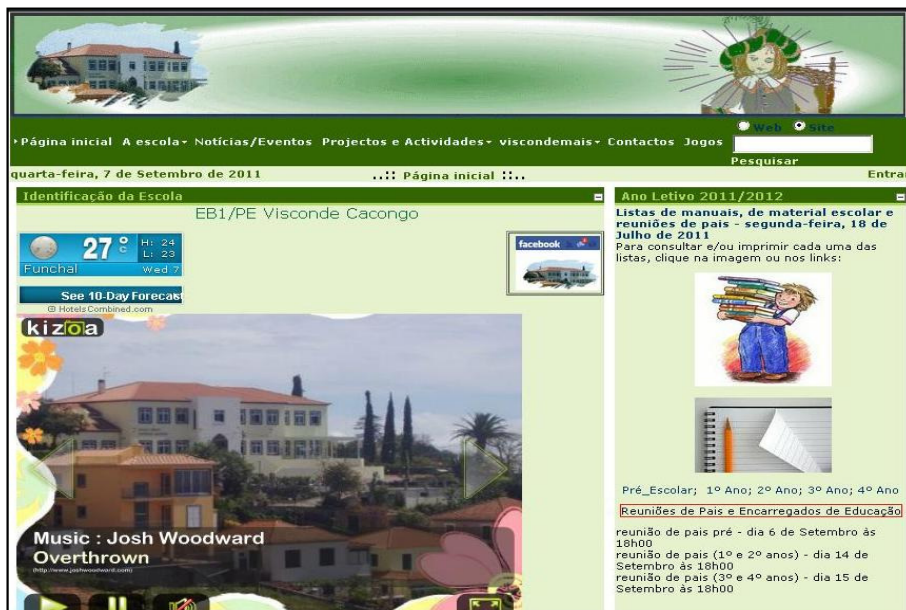 Web Site
Página inicial A escola Notícias/Eventos Projectos e Actividades viscondemais Contactos Jogos
Pesquisar
quarta-feira, 7 de Setembro de 2011 ..:: Página inicial ::.. Entrar
Identificação da Escola
EB1/PE Visconde Cacongo
27° H: 24
L: 23
Funchal Wed 7
See 10-Day Forecast
© HotelsCombined.com
facebook
kizoa
Music : Josh Woodward
Overthrown
(http://www.joshwoodward.com)
Ano Letivo 2011/2012
Listas de manuais, de material escolar e
reuniões de pais - segunda-feira, 18 de
Julho de 2011
Para consultar e/ou imprimir cada uma das
listas, clique na imagem ou nos links:
Pré_Escolar; 1º Ano; 2º Ano; 3º Ano; 4º Ano
Reuniões de Pais e Encarregados de Educação
reunião de pais pré - dia 6 de Setembro às
18h00
reunião de pais (1º e 2º anos) - dia 14 de
Setembro às 18h00
reunião de pais (3º e 4º anos) - dia 15 de
Setembro às 18h00